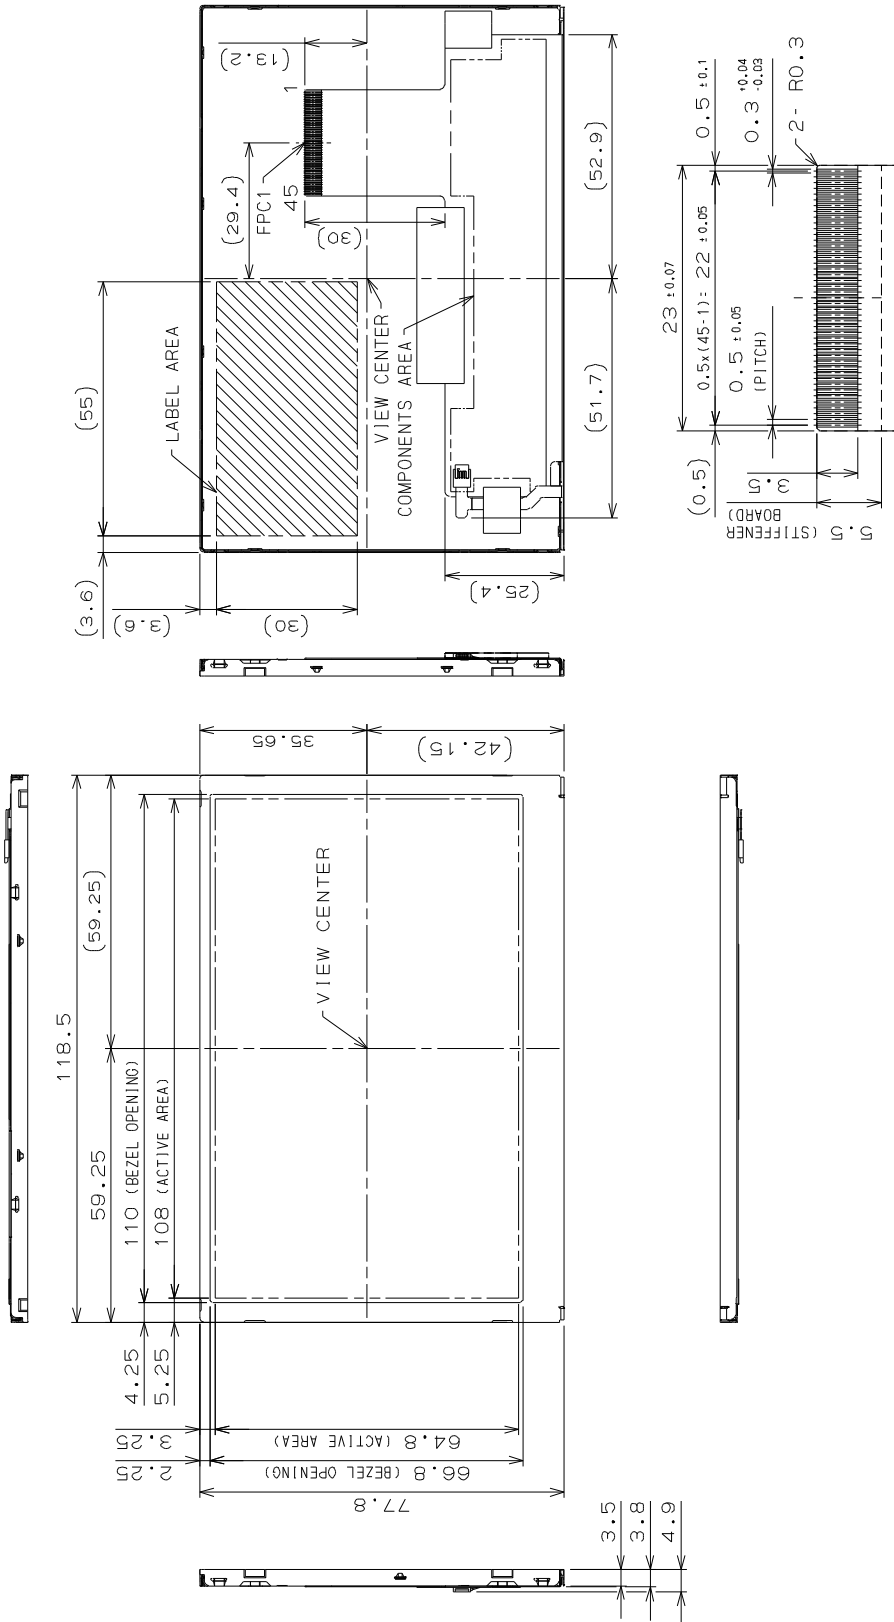 (13.2)
1
(29.4)
FPC1
45
(30)
(52.9)
(55)
LABEL AREA
VIEW CENTER
COMPONENTS AREA
(51.7)
(3.6)
(3.6)
(30)
(25.4)
0.5 ±0.1
0.3 +0.04 -0.03
2- R0.3
23 ±0.07
0.5x(45-1)= 22 ±0.05
0.5 ±0.05
(PITCH)
(0.5)
3.5
5.5 (STIFFENER
BOARD)
35.65
(42.15)
(59.25)
118.5
VIEW CENTER
59.25
110 (BEZEL OPENING)
108 (ACTIVE AREA)
4.25
5.25
3.25
64.8 (ACTIVE AREA)
2.25
66.8 (BEZEL OPENING)
77.8
3.5
3.8
4.9